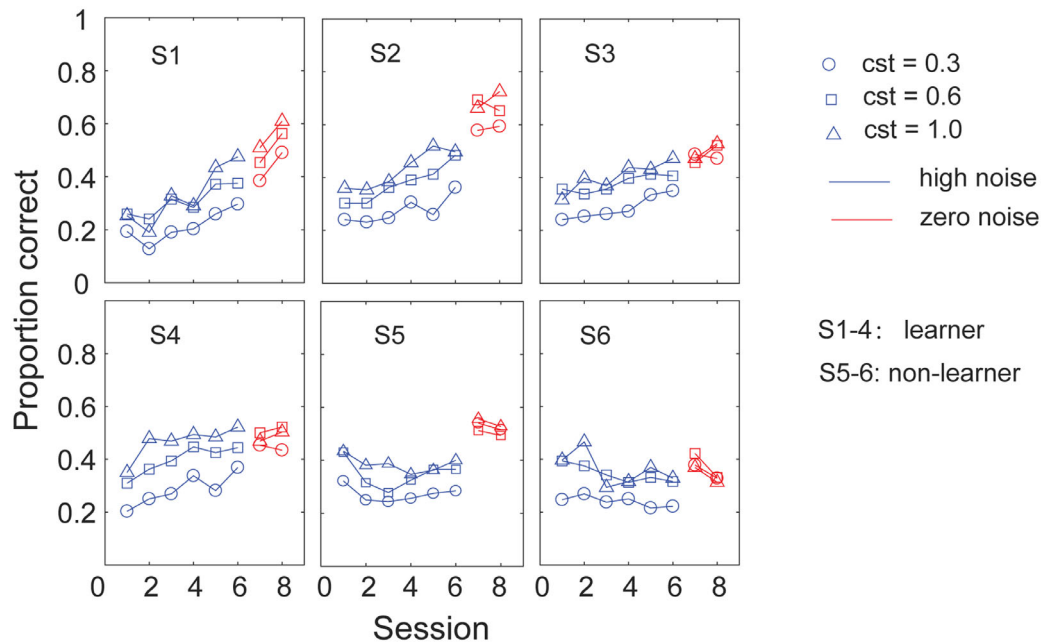 1
S1
S2
S3
0.8
0.6
0.4
0.2
0
cst = 0.3
cst = 0.6
cst = 1.0
high noise
zero noise
Proportion correct
S4
S5
S6
0.8
0.6
0.4
0.2
S1-4: learner
S5-6: non-learner
0 2 4 6 8 0 2 4 6 8 0 2 4 6 8
Session